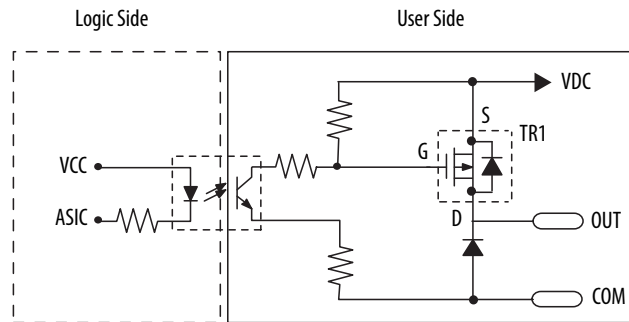 Logic Side
User Side
VDC
S
TR1
G
VCC
ASIC
D
OUT
COM